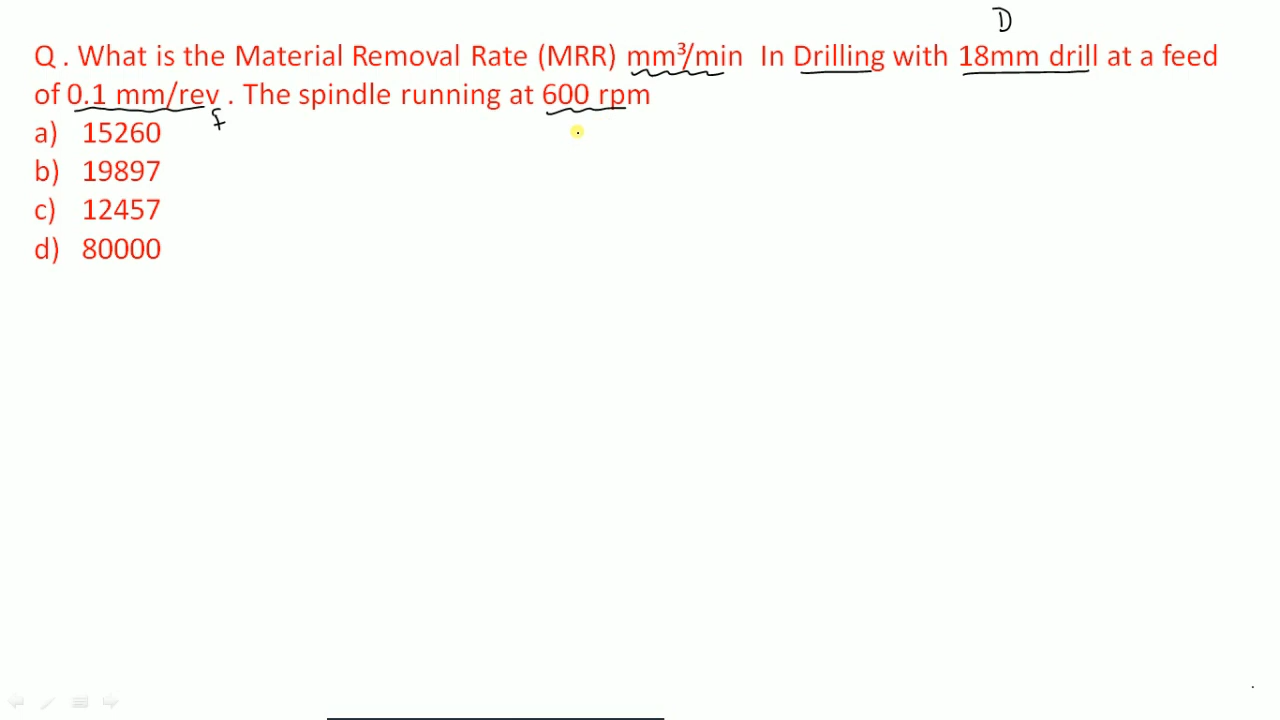 D
Q . What is the Material Removal Rate (MRR) mm³/min In Drilling with 18mm drill at a feed
of 0.1 mm/rev . The spindle running at 600 rpm
f
a) 15260
b) 19897
c) 12457
d) 80000